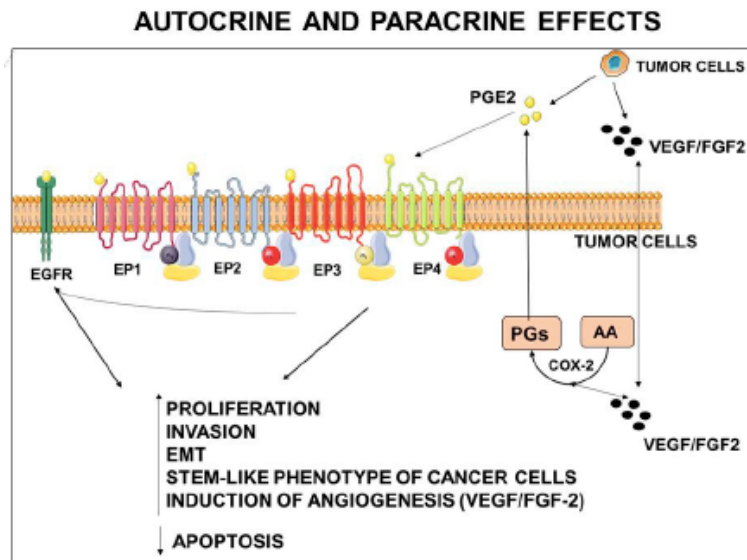 AUTOCRINE AND PARACRINE EFFECTS
TUMOR CELLS
PGE2
VEGF/FGF2
TUMOR CELLS
EGFR
EP1
EP2
EP3
EP4
PGs
AA
COX-2
VEGF/FGF2
PROLIFERATION
INVASION
EMT
STEM-LIKE PHENOTYPE OF CANCER CELLS
INDUCTION OF ANGIOGENESIS (VEGF/FGF-2)
APOPTOSIS